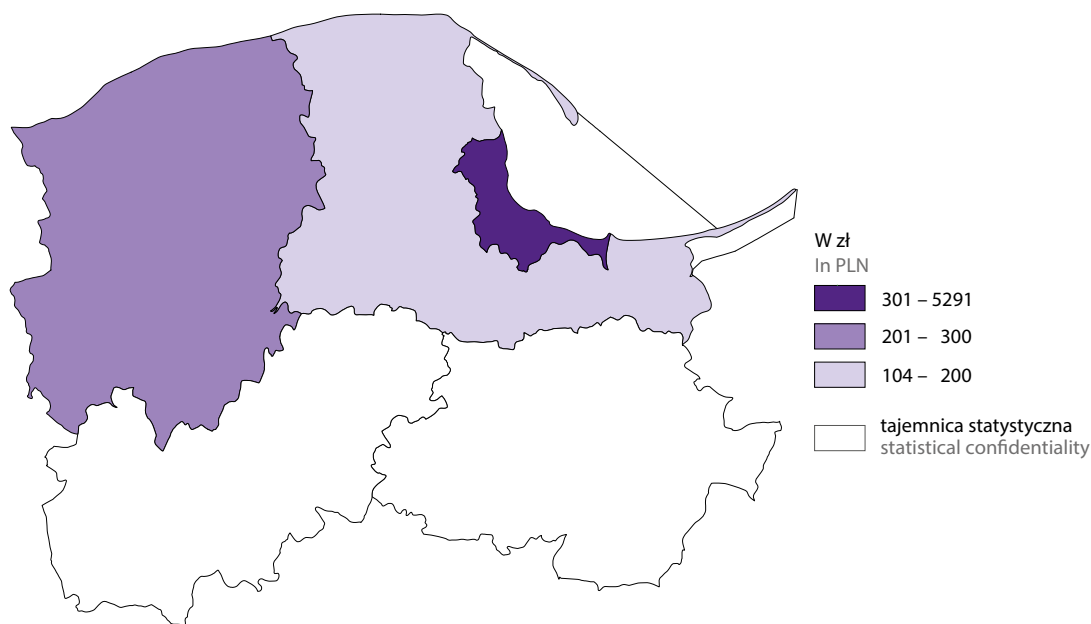 W zł
In PLN
301 – 5291
201 – 300
104 – 200
tajemnica statystyczna
statistical confidentiality